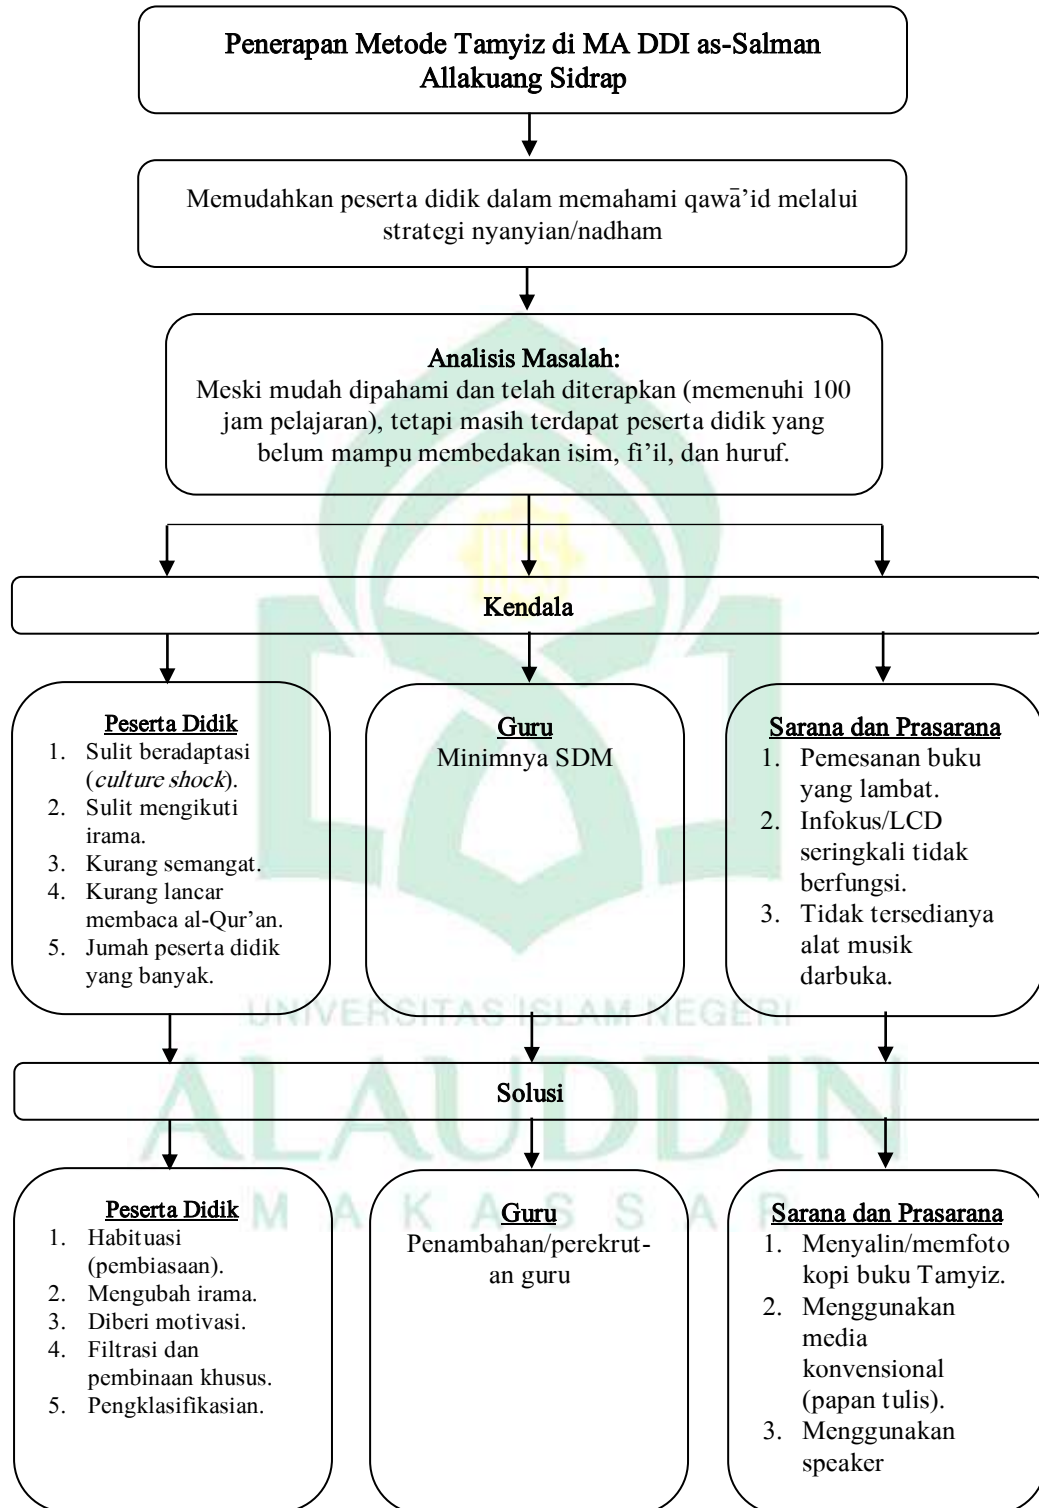 Penerapan Metode Tamyiz di MA DDI as-Salman
Allakuang Sidrap
Memudahkan peserta didik dalam memahami qawā’id melalui
strategi nyanyian/nadham
Analisis Masalah:
Meski mudah dipahami dan telah diterapkan (memenuhi 100
jam pelajaran), tetapi masih terdapat peserta didik yang
belum mampu membedakan isim, fi’il, dan huruf.
Kendala
Peserta Didik
1. Sulit beradaptasi
(culture shock).
2. Sulit mengikuti
irama.
3. Kurang semangat.
4. Kurang lancar
membaca al-Qur’an.
5. Jumah peserta didik
yang banyak.
Guru
Minimnya SDM
Sarana dan Prasarana
1. Pemesanan buku
yang lambat.
2. Infokus/LCD
seringkali tidak
berfungsi.
3. Tidak tersedianya
alat musik
darbuka.
UNIVERSITAS ISLAM NEGERI
Solusi
ALAUDDIN
MAKASSAR
Peserta Didik
1. Habituasi
(pembiasaan).
2. Mengubah irama.
3. Diberi motivasi.
4. Filtrasi dan
pembinaan khusus.
5. Pengklasifikasian.
Guru
Penambahan/perekrut-
an guru
Sarana dan Prasarana
1. Menyalin/memfoto
kopi buku Tamyiz.
2. Menggunakan
media
konvensional
(papan tulis).
3. Menggunakan
speaker